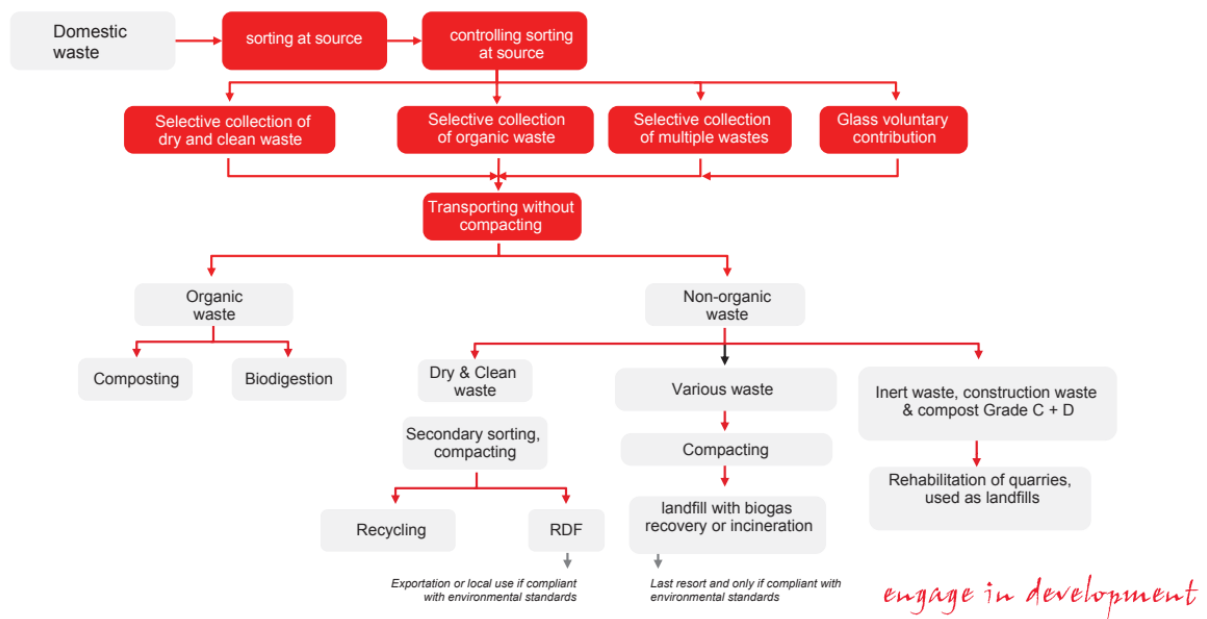 Domestic
waste
sorting at source
controlling sorting
at source
Selective collection of
dry and clean waste
Selective collection
of organic waste
Selective collection
of multiple wastes
Glass voluntary
contribution
Transporting without
compacting
Organic
waste
Non-organic
waste
Composting
Biodigestion
Dry & Clean
waste
Various waste
Inert waste, construction waste
& compost Grade C + D
Secondary sorting,
compacting
Compacting
Rehabilitation of quarries,
used as landfills
Recycling
RDF
landfill with biogas
recovery or incineration
Exportation or local use if compliant
with environmental standards
Last resort and only if compliant with
environmental standards
engage in development